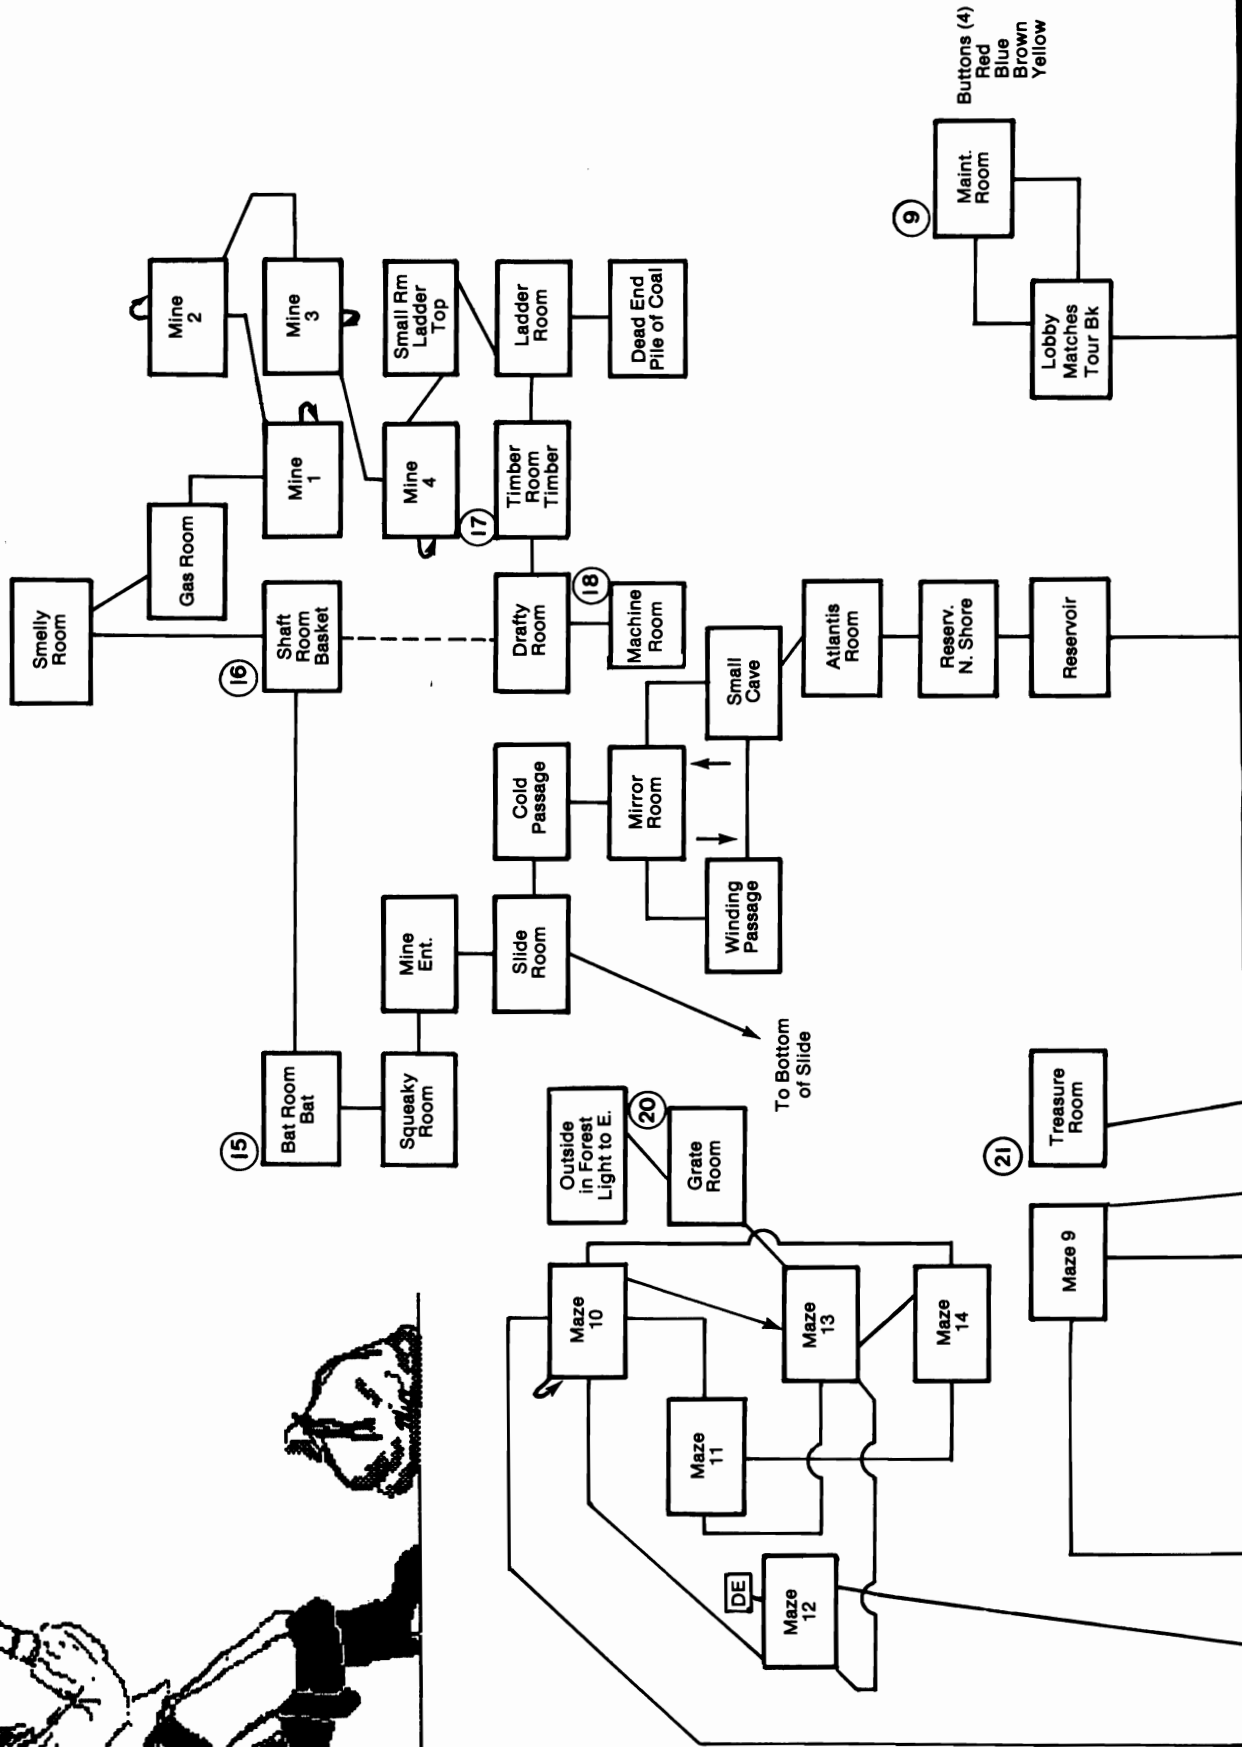 Buttons (4)
Red
Blue
Brown
Yellow
Maint.
Room
9
Lobby
Matches
Tour Bk
Mine
2
Mine
3
Small Rm
Ladder
Top
Ladder
Room
Dead End
Pile of Coal
Mine
1
Mine
4
17
Timber
Room
Timber
Smelly
Room
Gas Room
16
Shaft
Room
Basket
Drafty
Room
18
Machine
Room
Small
Cave
Atlantis
Room
Reserv.
N. Shore
Reservoir
Cold
Passage
Mirror
Room
Mine
Ent.
Slide
Room
Winding
Passage
To Bottom
of Slide
15
Bat Room
Bat
Squeaky
Room
Outside
in Forest
Light to E.
20
Grate
Room
21
Treasure
Room
Maze 9
Maze
10
Maze
13
Maze
14
Maze
11
DE
Maze
12